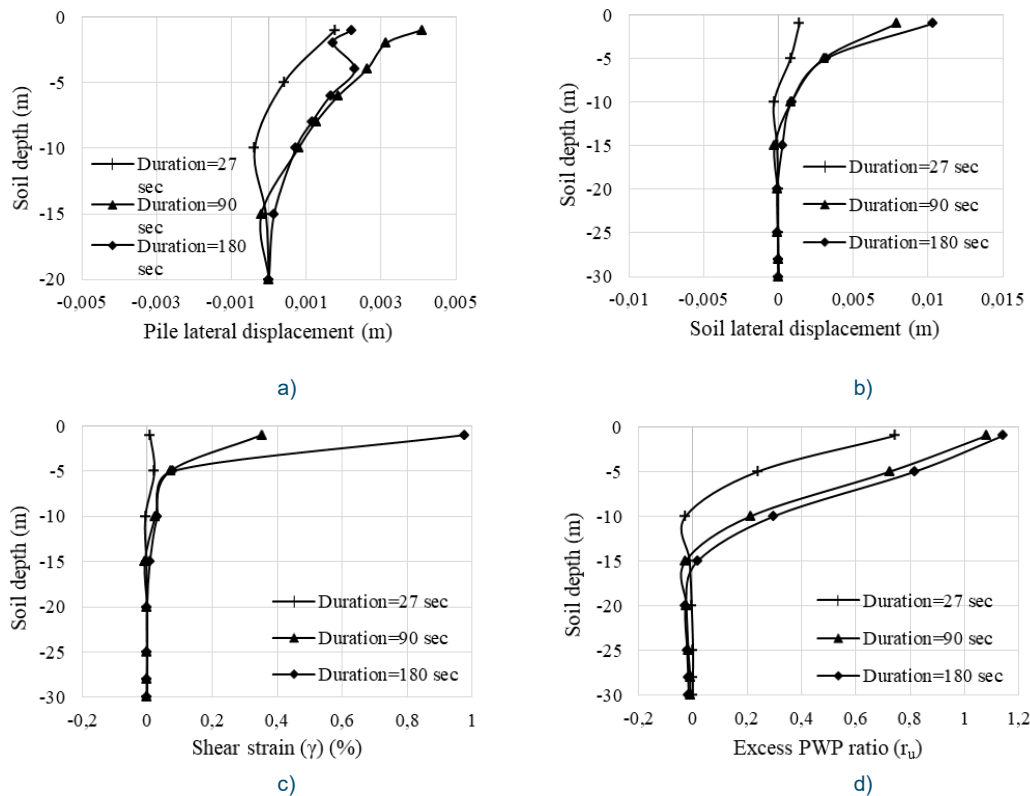 0
-5
-10
-15
-20
-0,005
-0,003
-0,001
0,001
0,003
0,005
Soil depth (m)
Pile lateral displacement (m)
Duration=27
sec
Duration=90
sec
Duration=180
sec
a)
0
-5
-10
-15
-20
-25
-30
-0,01
-0,005
0
0,005
0,01
0,015
Soil depth (m)
Soil lateral displacement (m)
Duration=27 sec
Duration=90 sec
Duration=180 sec
b)
0
-5
-10
-15
-20
-25
-30
-0,2
0
0,2
0,4
0,6
0,8
1
Soil depth (m)
Shear strain (γ) (%)
Duration=27 sec
Duration=90 sec
Duration=180 sec
c)
0
-5
-10
-15
-20
-25
-30
-0,2
0
0,2
0,4
0,6
0,8
1
1,2
Soil depth (m)
Excess PWP ratio (rᵤ)
Duration=27 sec
Duration=90 sec
Duration=180 sec
d)